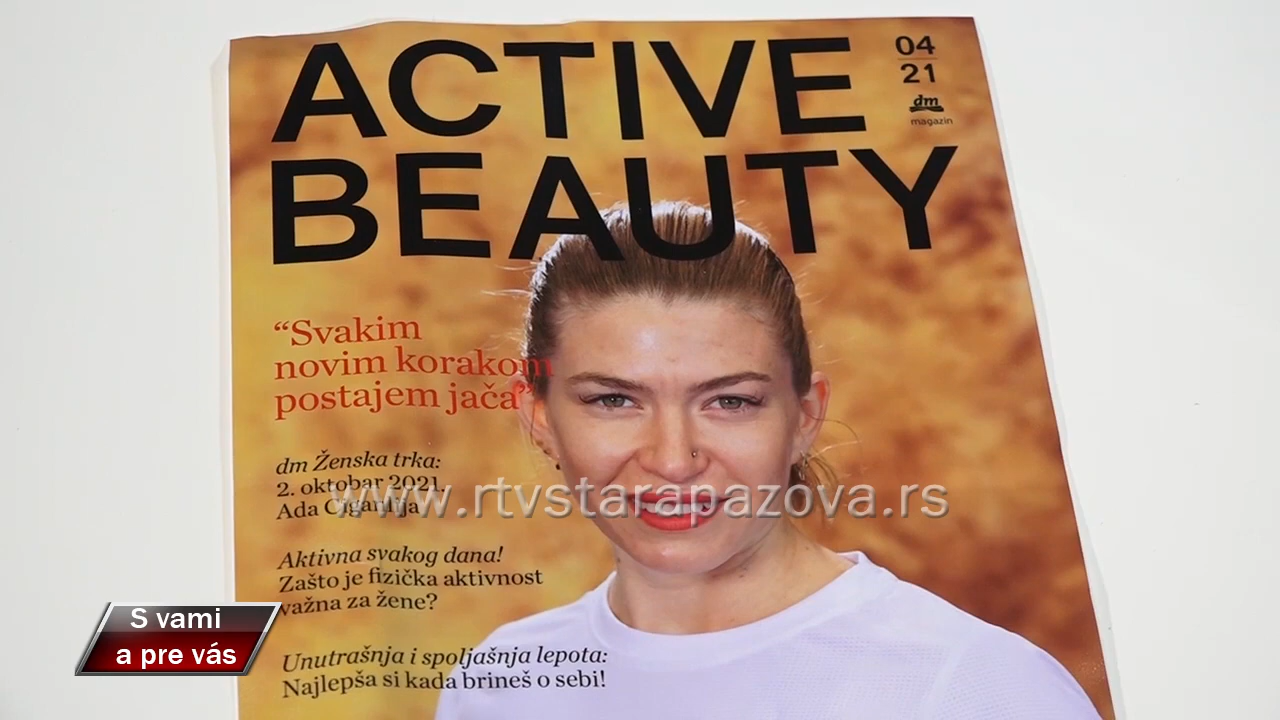 ACTIVE
BEAUTY
04
21
dm
magazin
“Svakim
novim korakom
postajem jača”
dm Ženska trka:
2. oktobar 2021.
Ada Ciganlija
www.rtvstarapazova.rs
Aktivna svakog dana!
Zašto je fizička aktivnost
važna za žene?
Unutrašnja i spoljašnja lepota:
Najlepša si kada brineš o sebi!
S vami
a pre vás